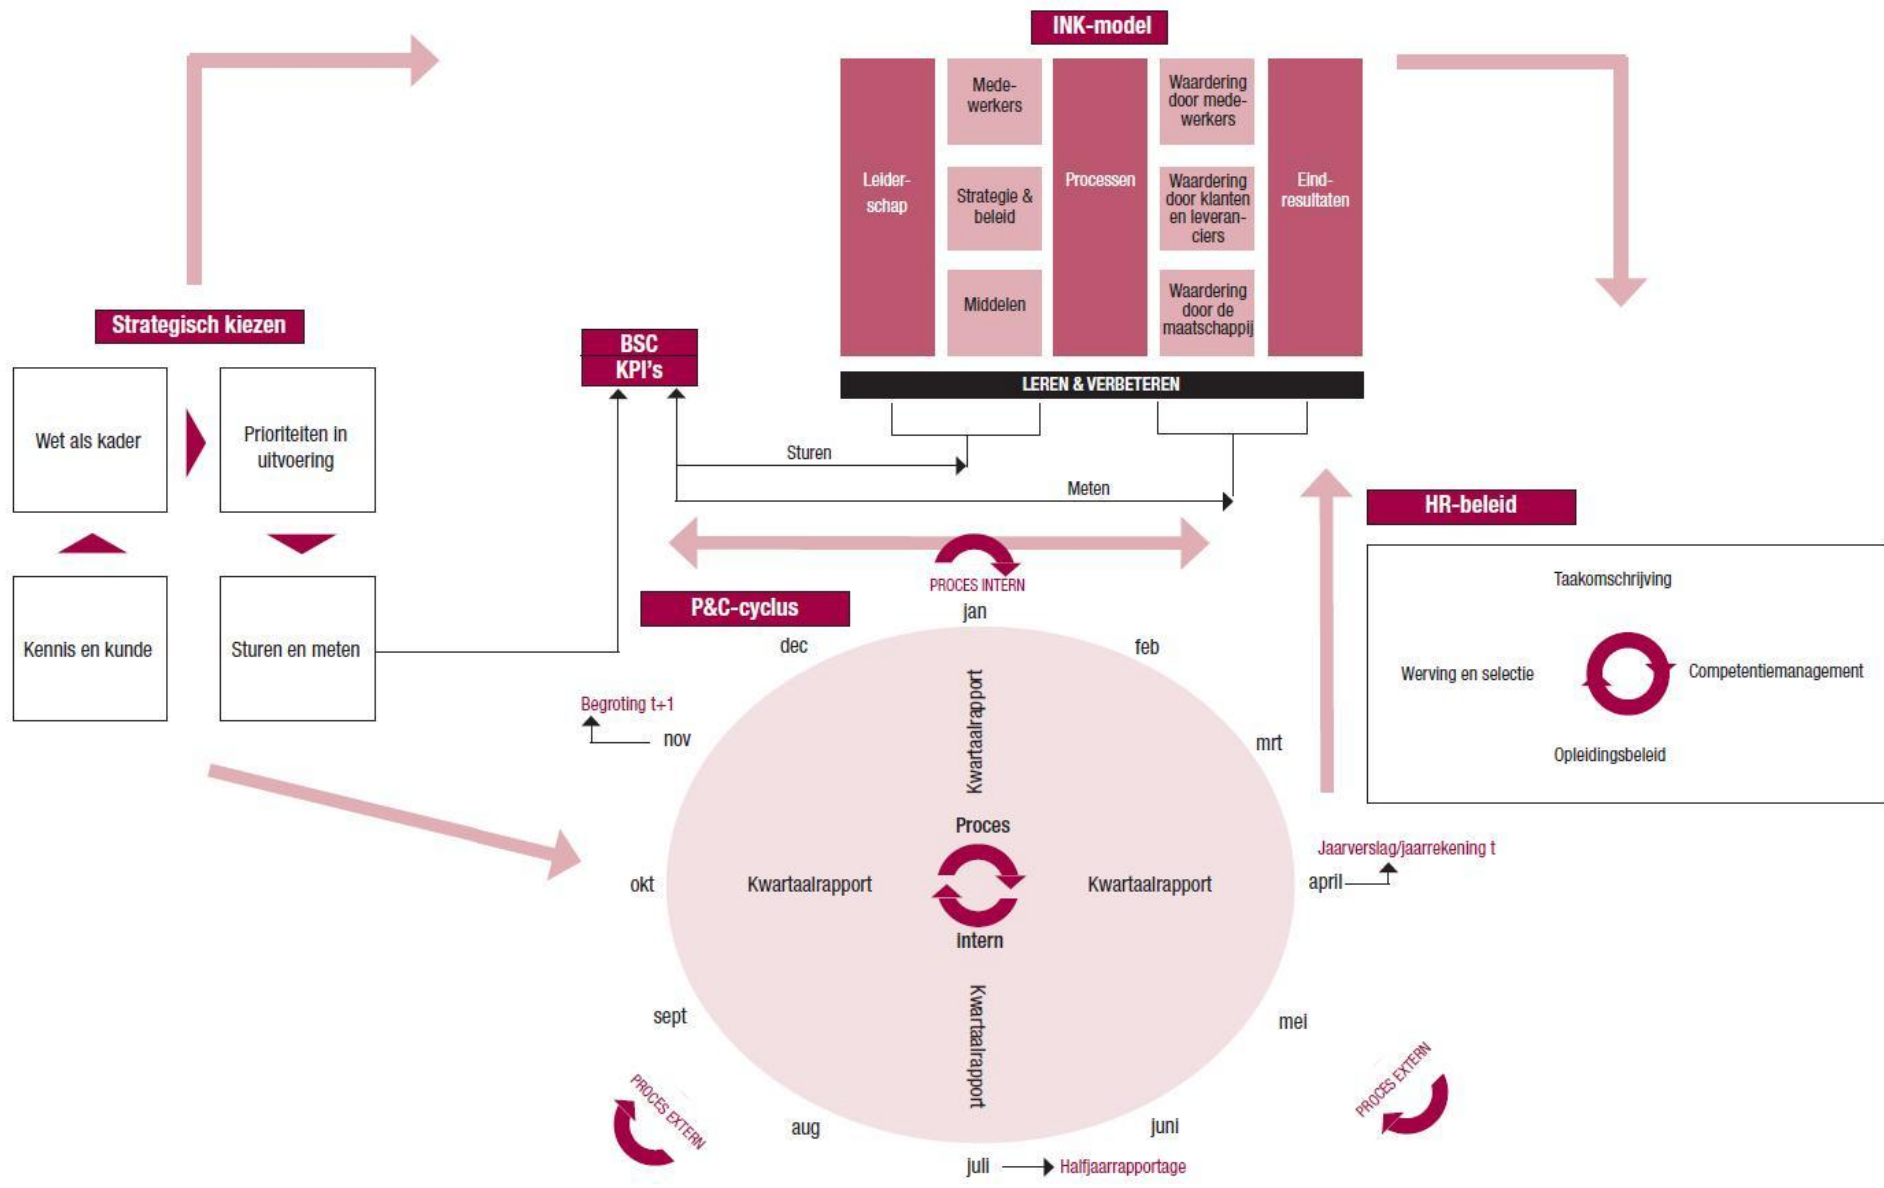 INK-model
Leider-
schap
Mede-
werkers
Strategie &
beleid
Middelen
Processen
Waardering
door mede-
werkers
Waardering
door klanten
en leveran-
ciers
Waardering
door de
maatschappij
Eind-
resultaten
LEREN & VERBETEREN
Strategisch kiezen
Wet als kader
Prioriteiten in
uitvoering
Kennis en kunde
Sturen en meten
BSC
KPI's
Sturen
Meten
HR-beleid
Taakomschrijving
Werving en selectie
Competentiemanagement
Opleidingsbeleid
PROCES INTERN
P&C-cyclus
jan
feb
mrt
april
Jaarverslag/jaarrekening t
mei
juni
juli
Halfjaarrapportage
aug
sept
okt
nov
Begroting t+1
dec
Kwartaalrapport
Proces
Kwartaalrapport
Kwartaalrapport
Intern
Kwartaalrapport
PROCES EXTERN
PROCES EXTERN